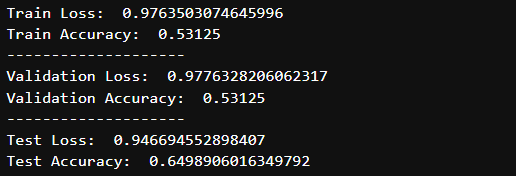 Train Loss:  0.9763503074645996
Train Accuracy:  0.53125
--------------------
Validation Loss:  0.9776328206062317
Validation Accuracy:  0.53125
--------------------
Test Loss:  0.946694552898407
Test Accuracy:  0.6498906016349792